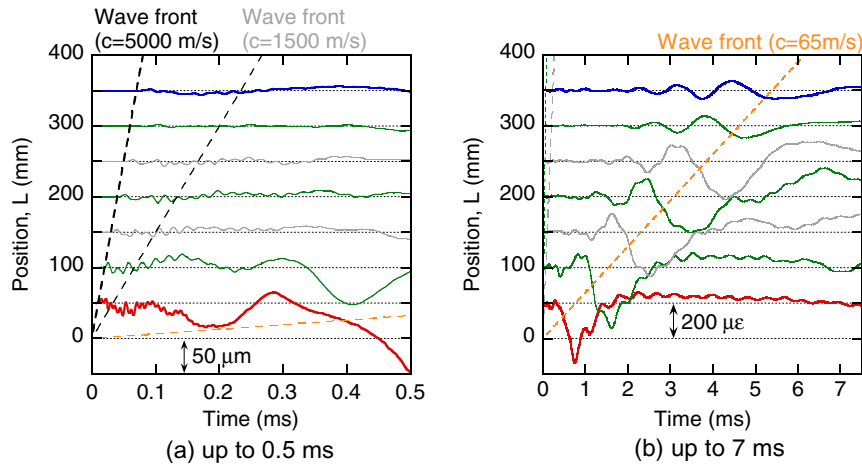 Wave front
(c=5000 m/s)
Wave front
(c=1500 m/s)
400
300
200
100
0
Position, L (mm)
50 μm
0
0.1
0.2
0.3
0.4
0.5
Time (ms)
(a) up to 0.5 ms
Wave front (c=65m/s)
400
300
200
100
0
Position, L (mm)
200 με
0
1
2
3
4
5
6
7
Time (ms)
(b) up to 7 ms